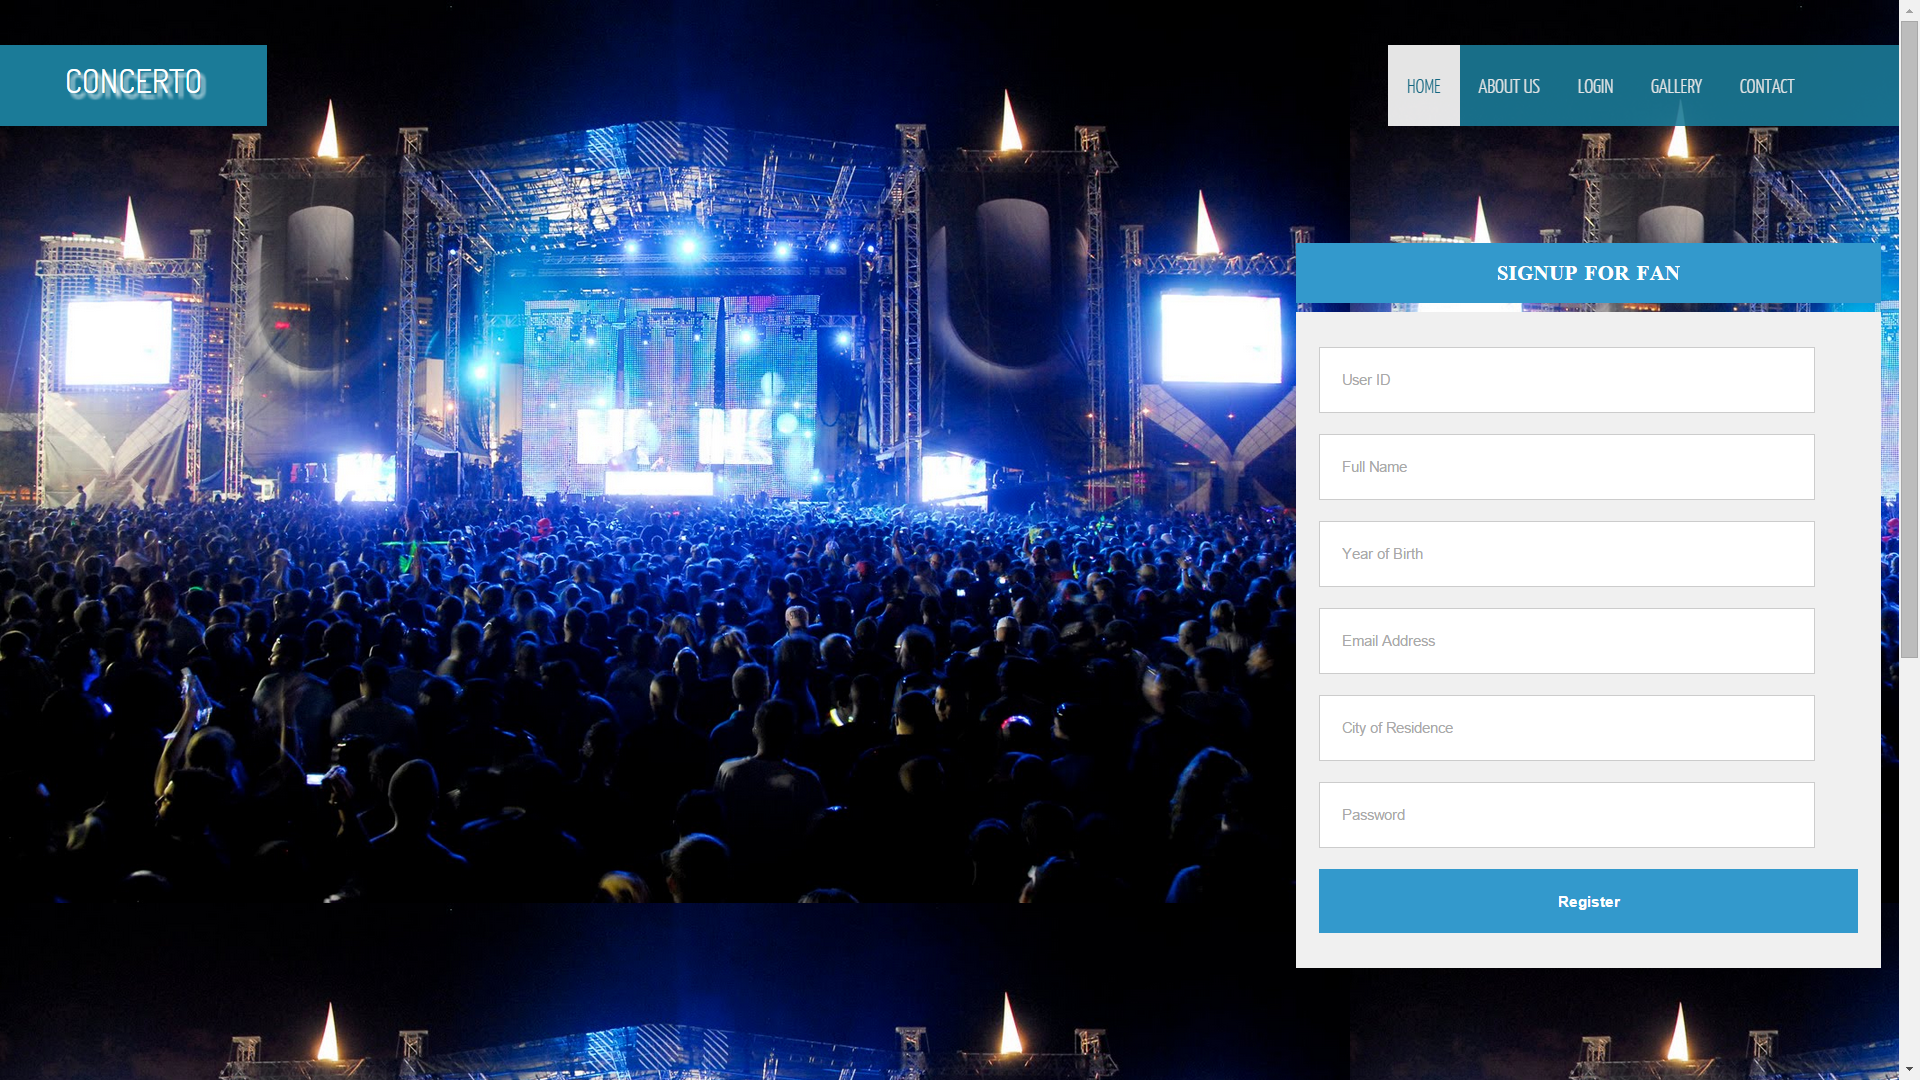 CONCERTO
HOME ABOUT US LOGIN GALLERY CONTACT
SIGNUP FOR FAN
User ID
Full Name
Year of Birth
Email Address
City of Residence
Password
Register